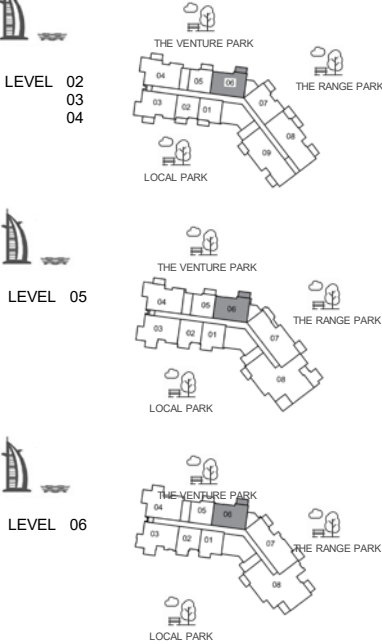 THE VENTURE PARK
THE RANGE PARK
LEVEL 02
03
04
04
05
06
03
02
01
07
08
09
LOCAL PARK
THE VENTURE PARK
LEVEL 05
THE RANGE PARK
04
05
06
03
02
01
07
08
LOCAL PARK
THE VENTURE PARK
LEVEL 06
THE RANGE PARK
04
05
06
03
02
01
07
08
LOCAL PARK